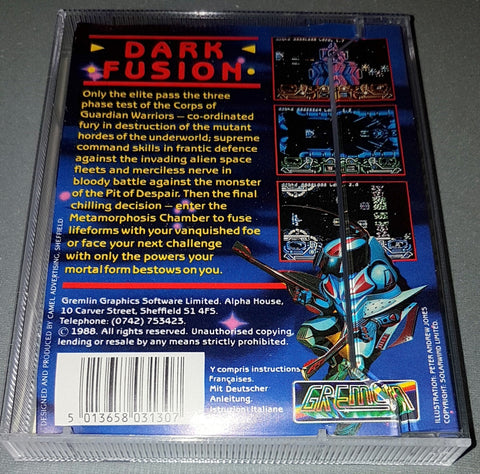 DARK
FUSION
Only the elite pass the three
phase test of the Corps of
Guardian Warriors – co-ordinated
fury in destruction of the mutant
hordes of the underworld; supreme
command skills in frantic defence
against the invading alien space
fleets and merciless nerve in
bloody battle against the monster
of the Pit of Despair. Then the final
chilling decision – enter the
Metamorphosis Chamber to fuse
lifeforms with your vanquished foe
or face your next challenge
with only the powers your
mortal form bestows on you.
Gremlin Graphics Software Limited. Alpha House,
10 Carver Street, Sheffield S1 4FS.
Telephone: (0742) 753423.
© 1988. All rights reserved. Unauthorised copying,
lending or resale by any means strictly prohibited.
Y compris instructions
Françaises.
Mit Deutscher
Anleitung.
Istruzioni Italiane
5 013658 031307
GREMLIN
DESIGNED AND PRODUCED BY CAMEL ADVERTISING, SHEFFIELD
ILLUSTRATION: PETER ANDREW JONES
COPYRIGHT: SOLARWIND LIMITED.